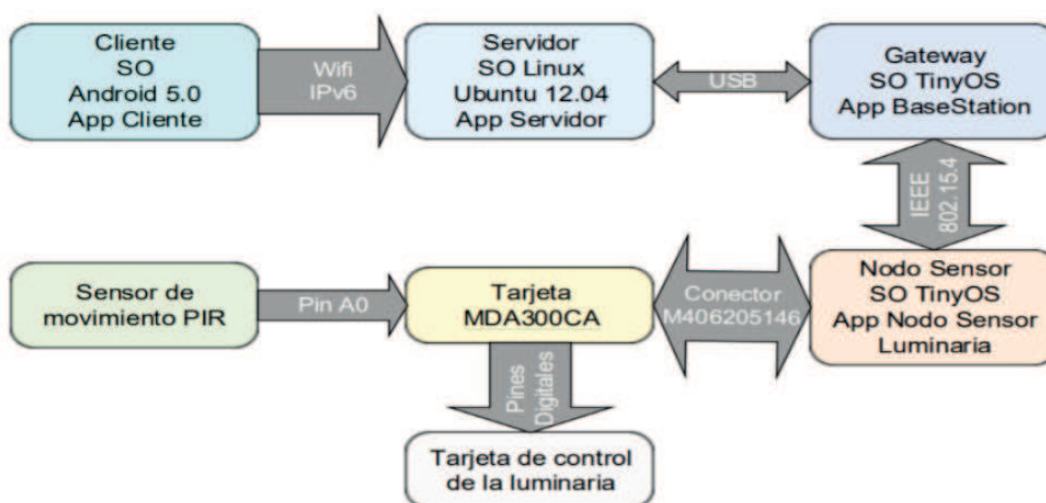 Cliente
SO
Android 5.0
App Cliente
Wifi
IPv6
Servidor
SO Linux
Ubuntu 12.04
App Servidor
USB
Gateway
SO TinyOS
App BaseStation
IEEE
802.15.4
Sensor de
movimiento PIR
Pin A0
Tarjeta
MDA300CA
Conector
M406205146
Nodo Sensor
SO TinyOS
App Nodo Sensor
Luminaria
Pines
Digitales
Tarjeta de control
de la luminaria